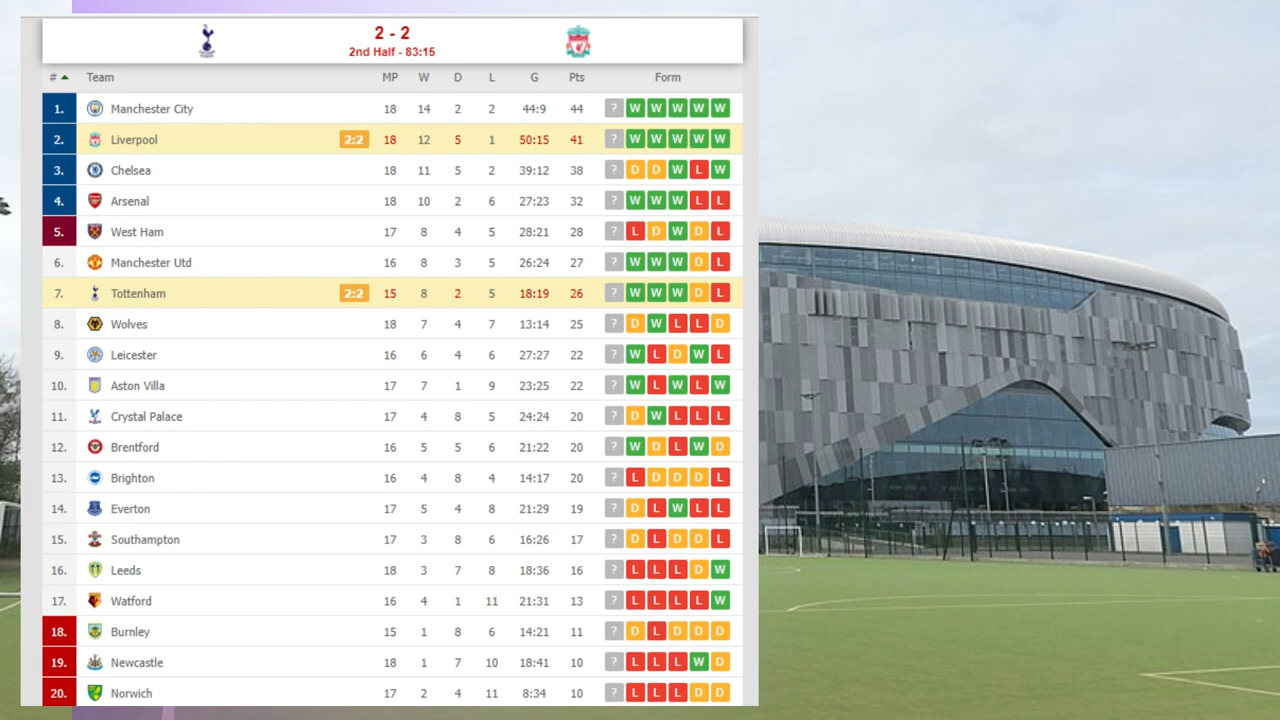 2 - 2
2nd Half - 83:15
# Team MP W D L G Pts Form
1. Manchester City 18 14 2 2 44:9 44 ? W W W W W
2. Liverpool 2:2 18 12 5 1 50:15 41 ? W W W W W
3. Chelsea 18 11 5 2 39:12 38 ? D D W L W
4. Arsenal 18 10 2 6 27:23 32 ? W W W L L
5. West Ham 17 8 4 5 28:21 28 ? L D W D L
6. Manchester Utd 16 8 3 5 26:24 27 ? W W W D L
7. Tottenham 2:2 15 8 2 5 18:19 26 ? W W W D L
8. Wolves 18 7 4 7 13:14 25 ? D W L L D
9. Leicester 16 6 4 6 27:27 22 ? W L D W L
10. Aston Villa 17 7 1 9 23:25 22 ? W L W L W
11. Crystal Palace 17 4 8 5 24:24 20 ? D W L L L
12. Brentford 16 5 5 6 21:22 20 ? W D L W D
13. Brighton 16 4 8 4 14:17 20 ? L D D D L
14. Everton 17 5 4 8 21:29 19 ? D L W L L
15. Southampton 17 3 8 6 16:26 17 ? D L D D L
16. Leeds 18 3 7 8 18:36 16 ? L L L D W
17. Watford 16 4 1 11 21:31 13 ? L L L L W
18. Burnley 15 1 8 6 14:21 11 ? D L D D D
19. Newcastle 18 1 7 10 18:41 10 ? L L L W D
20. Norwich 17 2 4 11 8:34 10 ? L L L D D